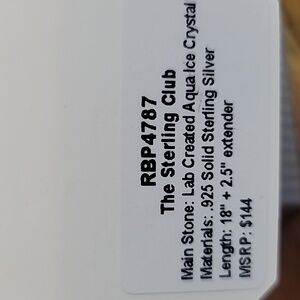 RBP4787
The Sterling Club
Main Stone: Lab Created Aqua Ice Crystal
Materials: .925 Solid Sterling Silver
Length: 18" + 2.5" extender
MSRP: $144